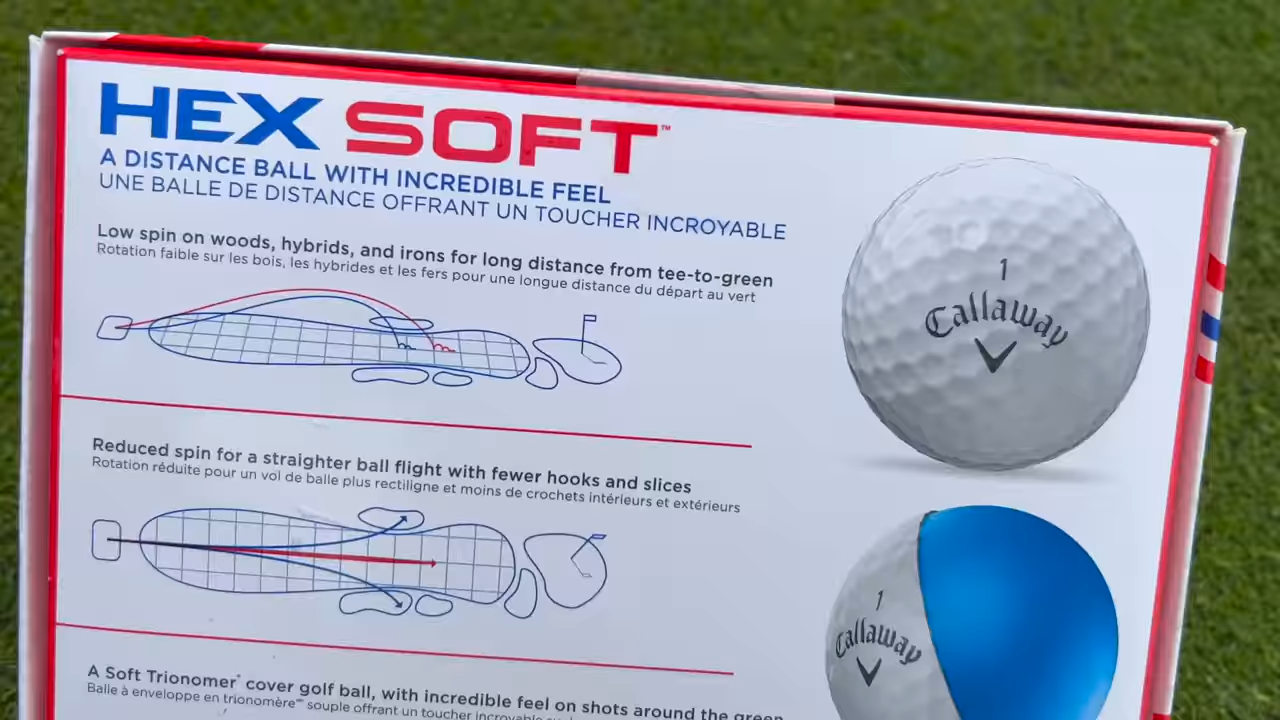 HEX SOFT™
A DISTANCE BALL WITH INCREDIBLE FEEL
UNE BALLE DE DISTANCE OFFRANT UN TOUCHER INCROYABLE
Low spin on woods, hybrids, and irons for long distance from tee-to-green
Rotation faible sur les bois, les hybrides et les fers pour une longue distance du départ au vert
1
Callaway
Reduced spin for a straighter ball flight with fewer hooks and slices
Rotation réduite pour un vol de balle plus rectiligne et moins de crochets intérieurs et extérieurs
1
Callaway
A Soft Trionomer® cover golf ball, with incredible feel on shots around the green
Balle à enveloppe en trionomère souple offrant un toucher incroyable